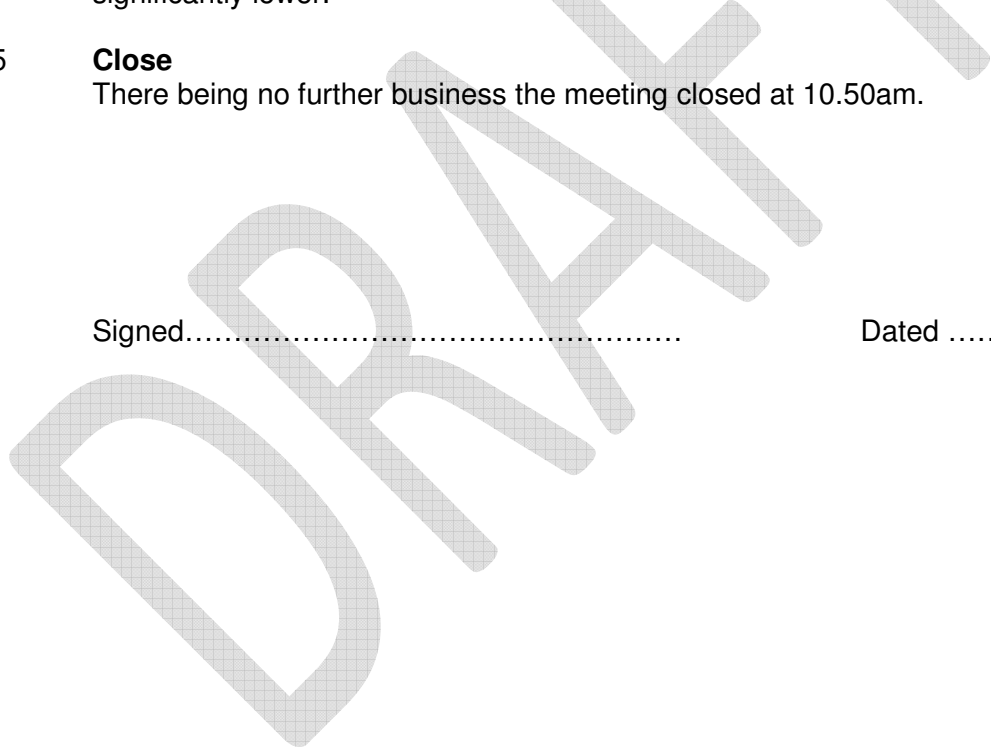 significantly lower.
5 Close
There being no further business the meeting closed at 10.50am.
Signed…………………………………………… Dated …..
DRAFT